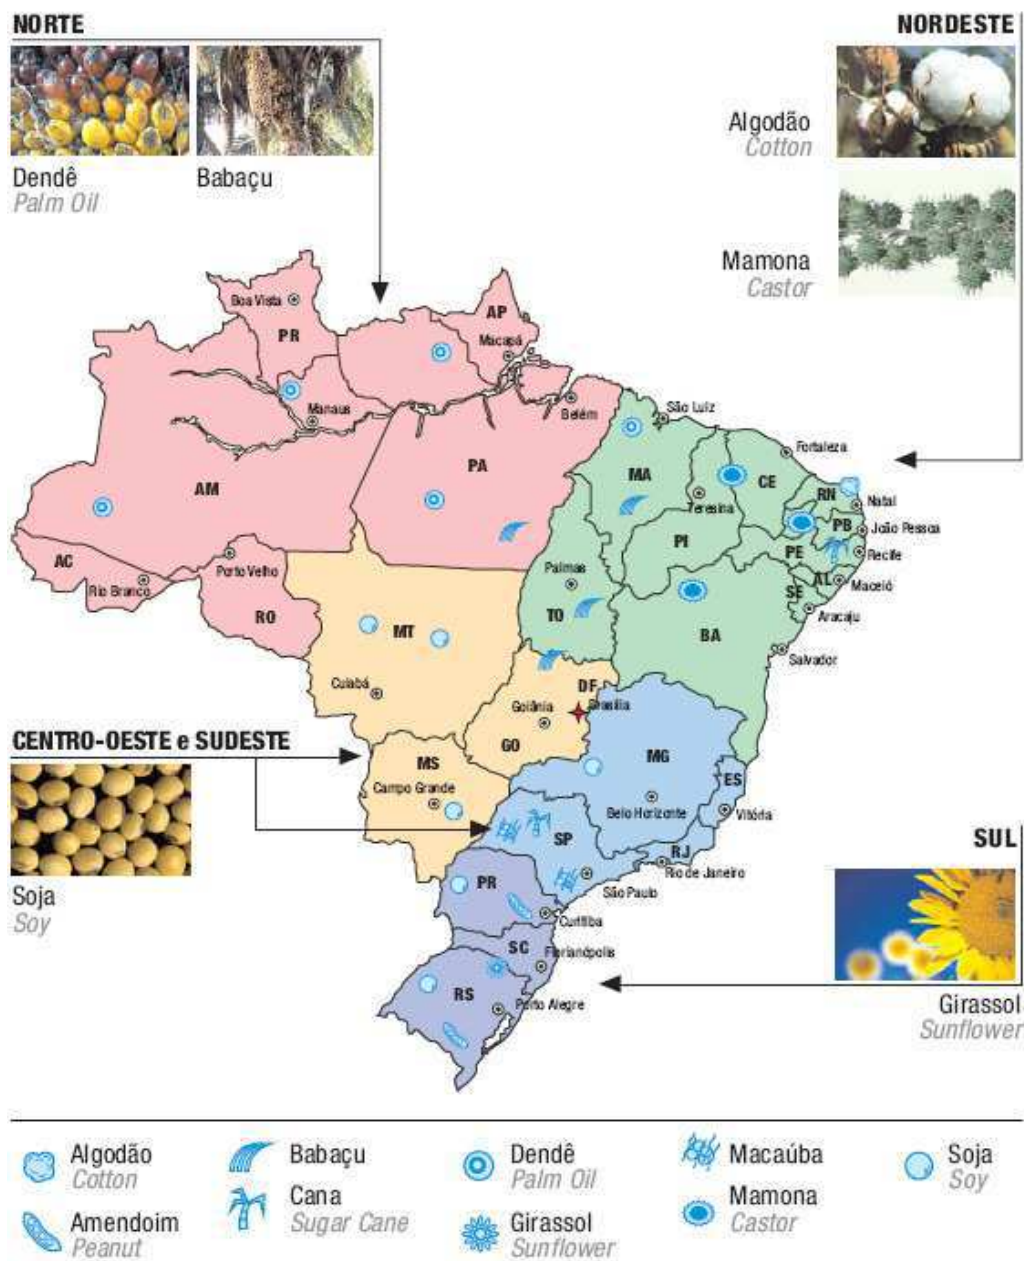 NORTE
Dendê
Palm Oil
Babaçu
NORDESTE
Algodão
Cotton
Mamona
Castor
Boa Vista
PR
AP
Macapá
Manaus
Belém
São Luiz
Fortaleza
PA
AM
MA
CE
Teresina
RN
Natal
PB
João Pessoa
PI
PE
Recife
AC
Rio Branco
Porto Velho
RO
Palmas
TO
AL
Maceió
SE
Aracaju
BA
Salvador
MT
Cuiabá
DF
Brasília
Goiânia
GO
CENTRO-OESTE e SUDESTE
Soja
Soy
MS
Campo Grande
MG
Belo Horizonte
ES
Vitória
SP
São Paulo
RJ
Rio de Janeiro
PR
Curitiba
SC
Florianópolis
RS
Porto Alegre
SUL
Girassol
Sunflower
Algodão
Cotton
Amendoim
Peanut
Babaçu
Cana
Sugar Cane
Dendê
Palm Oil
Girassol
Sunflower
Macaúba
Mamona
Castor
Soja
Soy